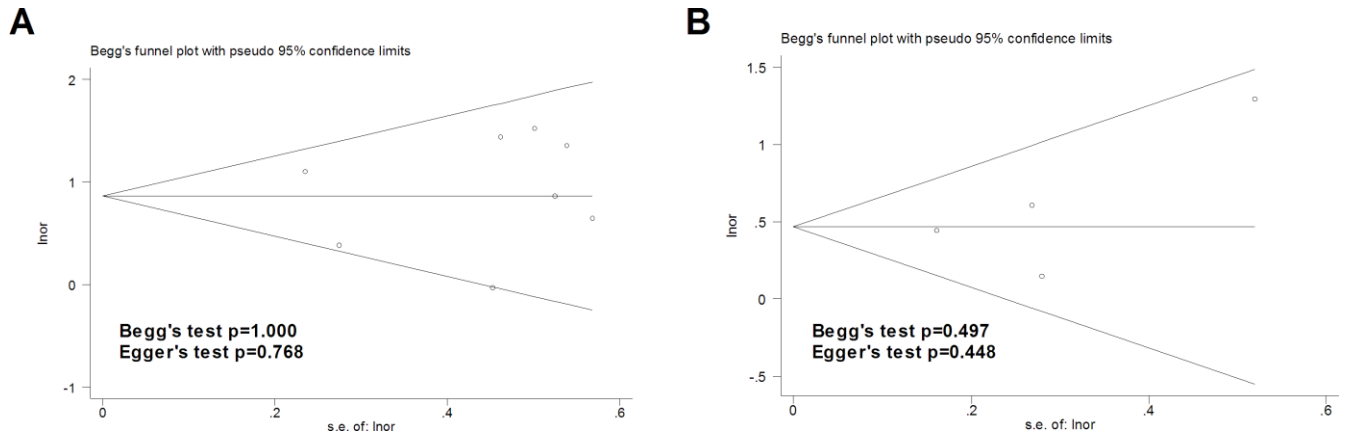 A
Begg's funnel plot with pseudo 95% confidence limits
2
1
0
-1
lnor
Begg's test p=1.000
Egger's test p=0.768
0
.2
.4
.6
s.e. of: lnor
B
Begg's funnel plot with pseudo 95% confidence limits
1.5
1
.5
0
-.5
lnor
Begg's test p=0.497
Egger's test p=0.448
0
.2
.4
.6
s.e. of: lnor